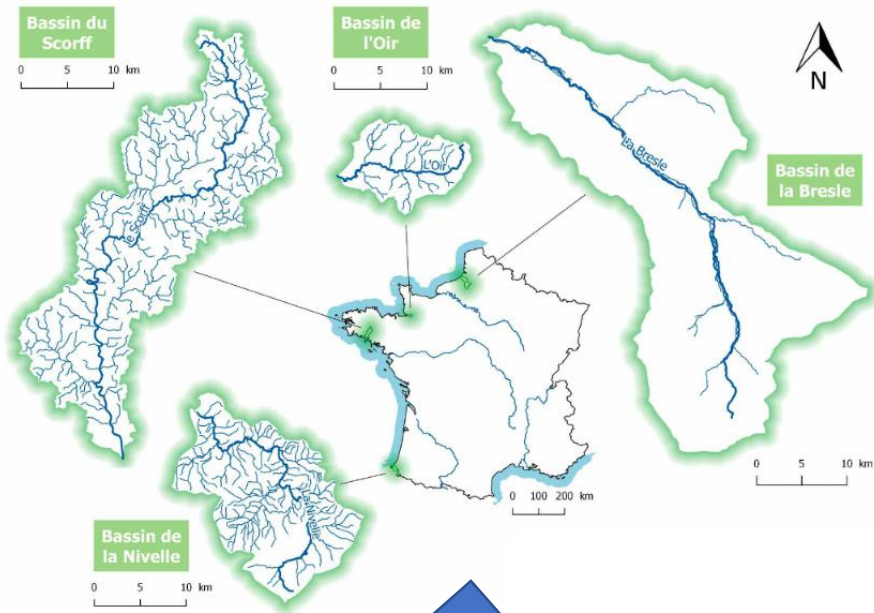 Bassin du
Scorff
0 5 10 km
Bassin de
l'Oir
0 5 10 km
N
L'Oir
La Bresle
Bassin de
la Bresle
Le Scorff
0 5 10 km
0 100 200 km
La Nivelle
Bassin de
la Nivelle
0 5 10 km